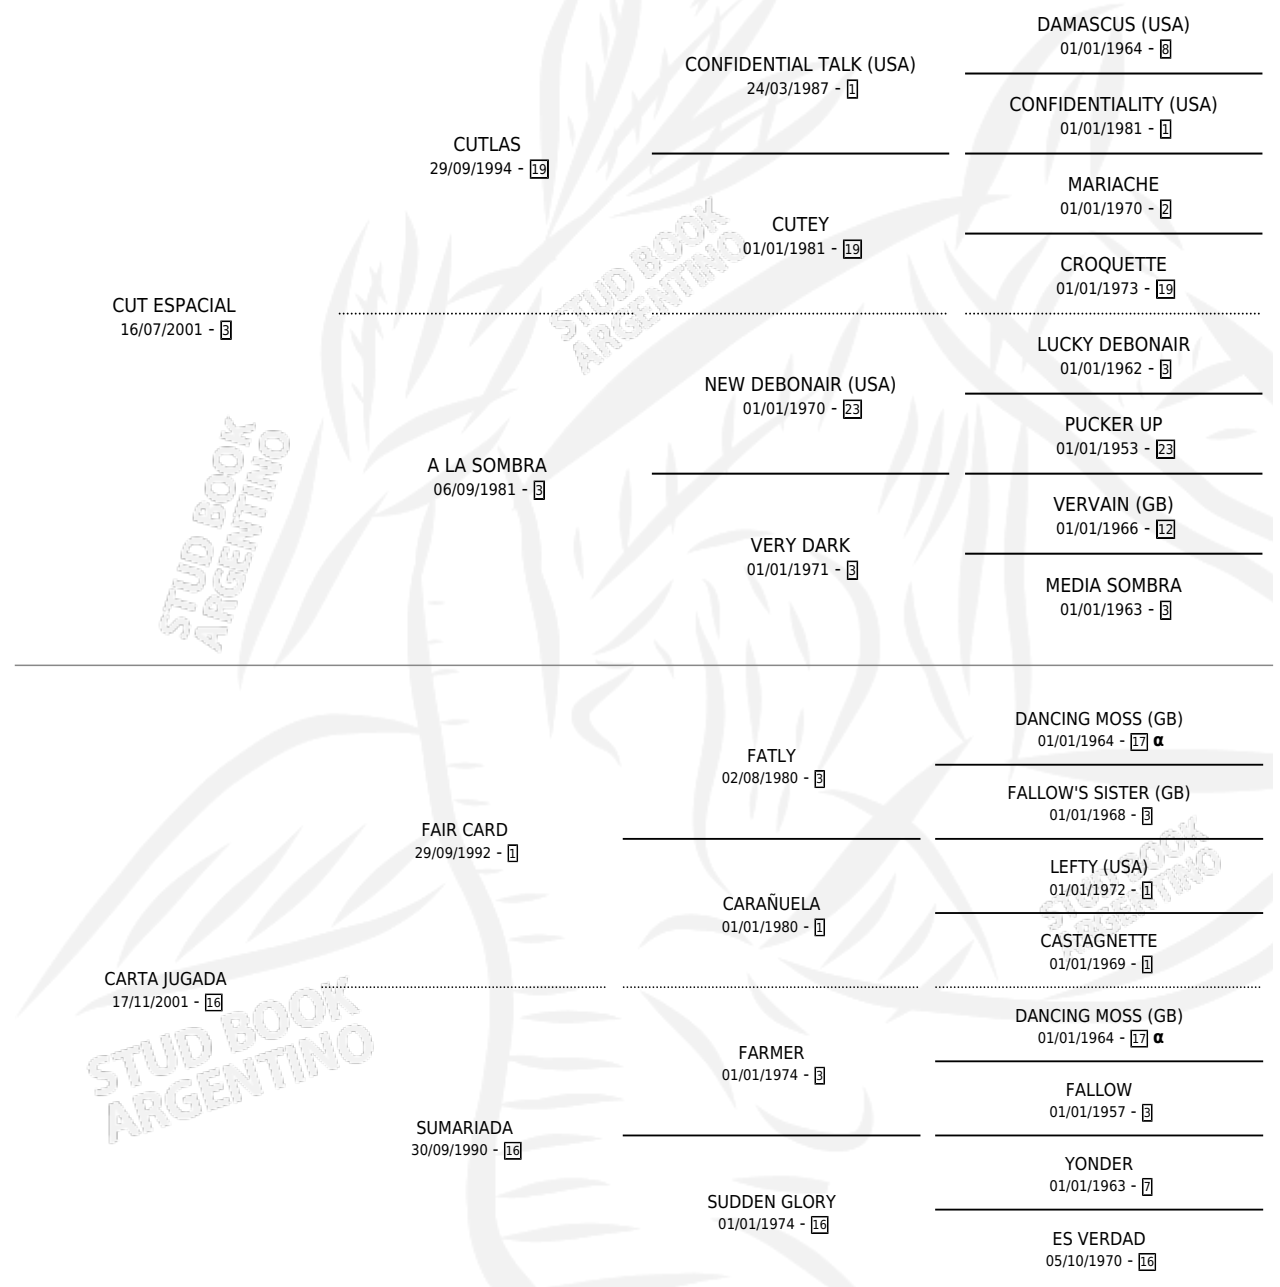 DAMASCUS (USA)
01/01/1964 - 8
CONFIDENTIAL TALK (USA)
24/03/1987 - 1
CONFIDENTIALITY (USA)
01/01/1981 - 1
CUTLAS
29/09/1994 - 19
MARIACHE
01/01/1970 - 2
CUTEY
01/01/1981 - 19
CROQUETTE
01/01/1973 - 19
CUT ESPACIAL
16/07/2001 - 3
LUCKY DEBONAIR
01/01/1962 - 3
NEW DEBONAIR (USA)
01/01/1970 - 23
PUCKER UP
01/01/1953 - 23
A LA SOMBRA
06/09/1981 - 3
VERVAIN (GB)
01/01/1966 - 12
VERY DARK
01/01/1971 - 3
MEDIA SOMBRA
01/01/1963 - 3
DANCING MOSS (GB)
01/01/1964 - 17 α
FATLY
02/08/1980 - 3
FALLOW'S SISTER (GB)
01/01/1968 - 3
FAIR CARD
29/09/1992 - 1
LEFTY (USA)
01/01/1972 - 1
CARAÑUELA
01/01/1980 - 1
CASTAGNETTE
01/01/1969 - 1
CARTA JUGADA
17/11/2001 - 16
DANCING MOSS (GB)
01/01/1964 - 17 α
FARMER
01/01/1974 - 3
FALLOW
01/01/1957 - 3
SUMARIADA
30/09/1990 - 16
YONDER
01/01/1963 - 7
SUDDEN GLORY
01/01/1974 - 16
ES VERDAD
05/10/1970 - 16
STUD BOOK
ARGENTINO
STUD BOOK
ARGENTINO
STUD BOOK
ARGENTINO
STUD BOOK
ARGENTINO